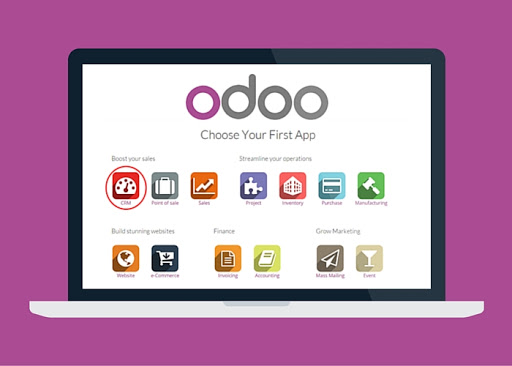 odoo
Choose Your First App
Boost your sales
Streamline your operations
CRM
Point of sale
Sales
Project
Inventory
Purchase
Manufacturing
Build stunning websites
Finance
Grow Marketing
Website
e-Commerce
Invoicing
Accounting
Mass Mailing
Event